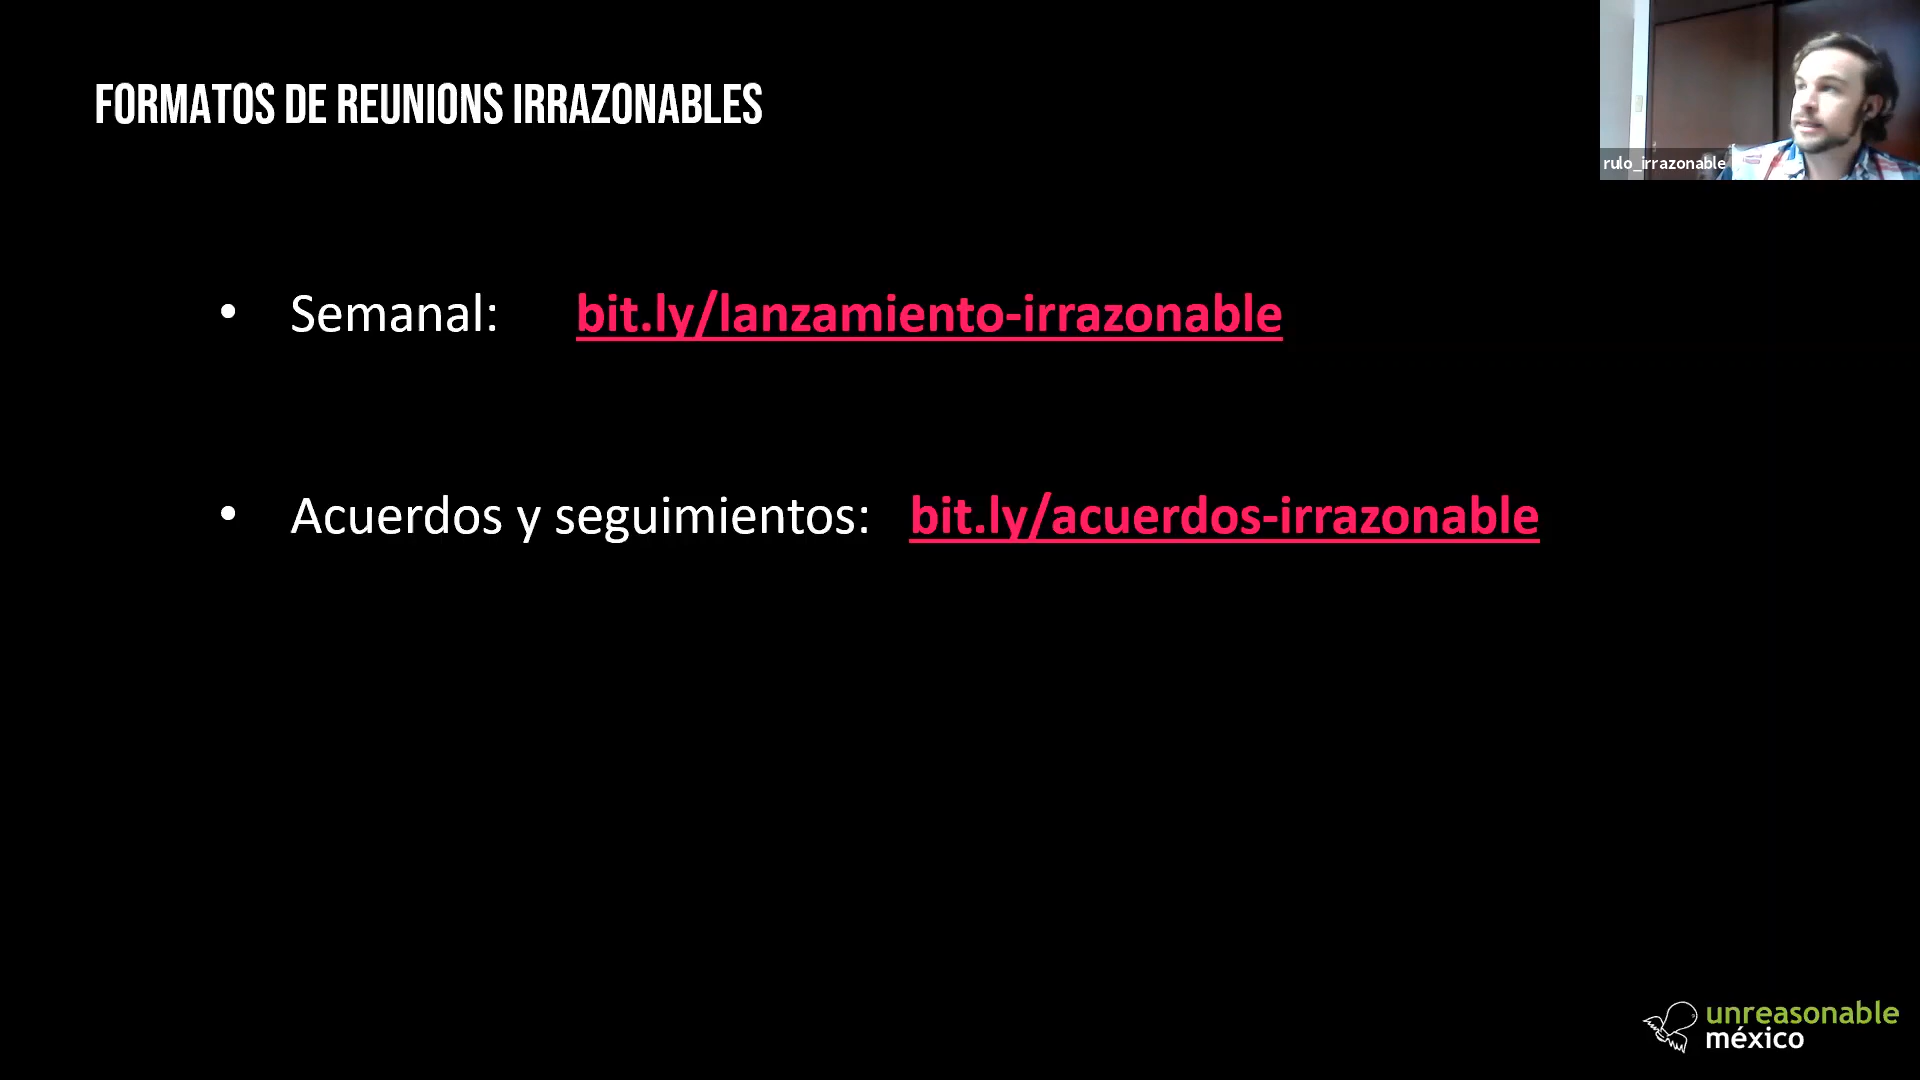 FORMATOS DE REUNIONS IRRAZONABLES
rulo_irrazonable
• Semanal: bit.ly/lanzamiento-irrazonable
• Acuerdos y seguimientos: bit.ly/acuerdos-irrazonable
unreasonable
méxico